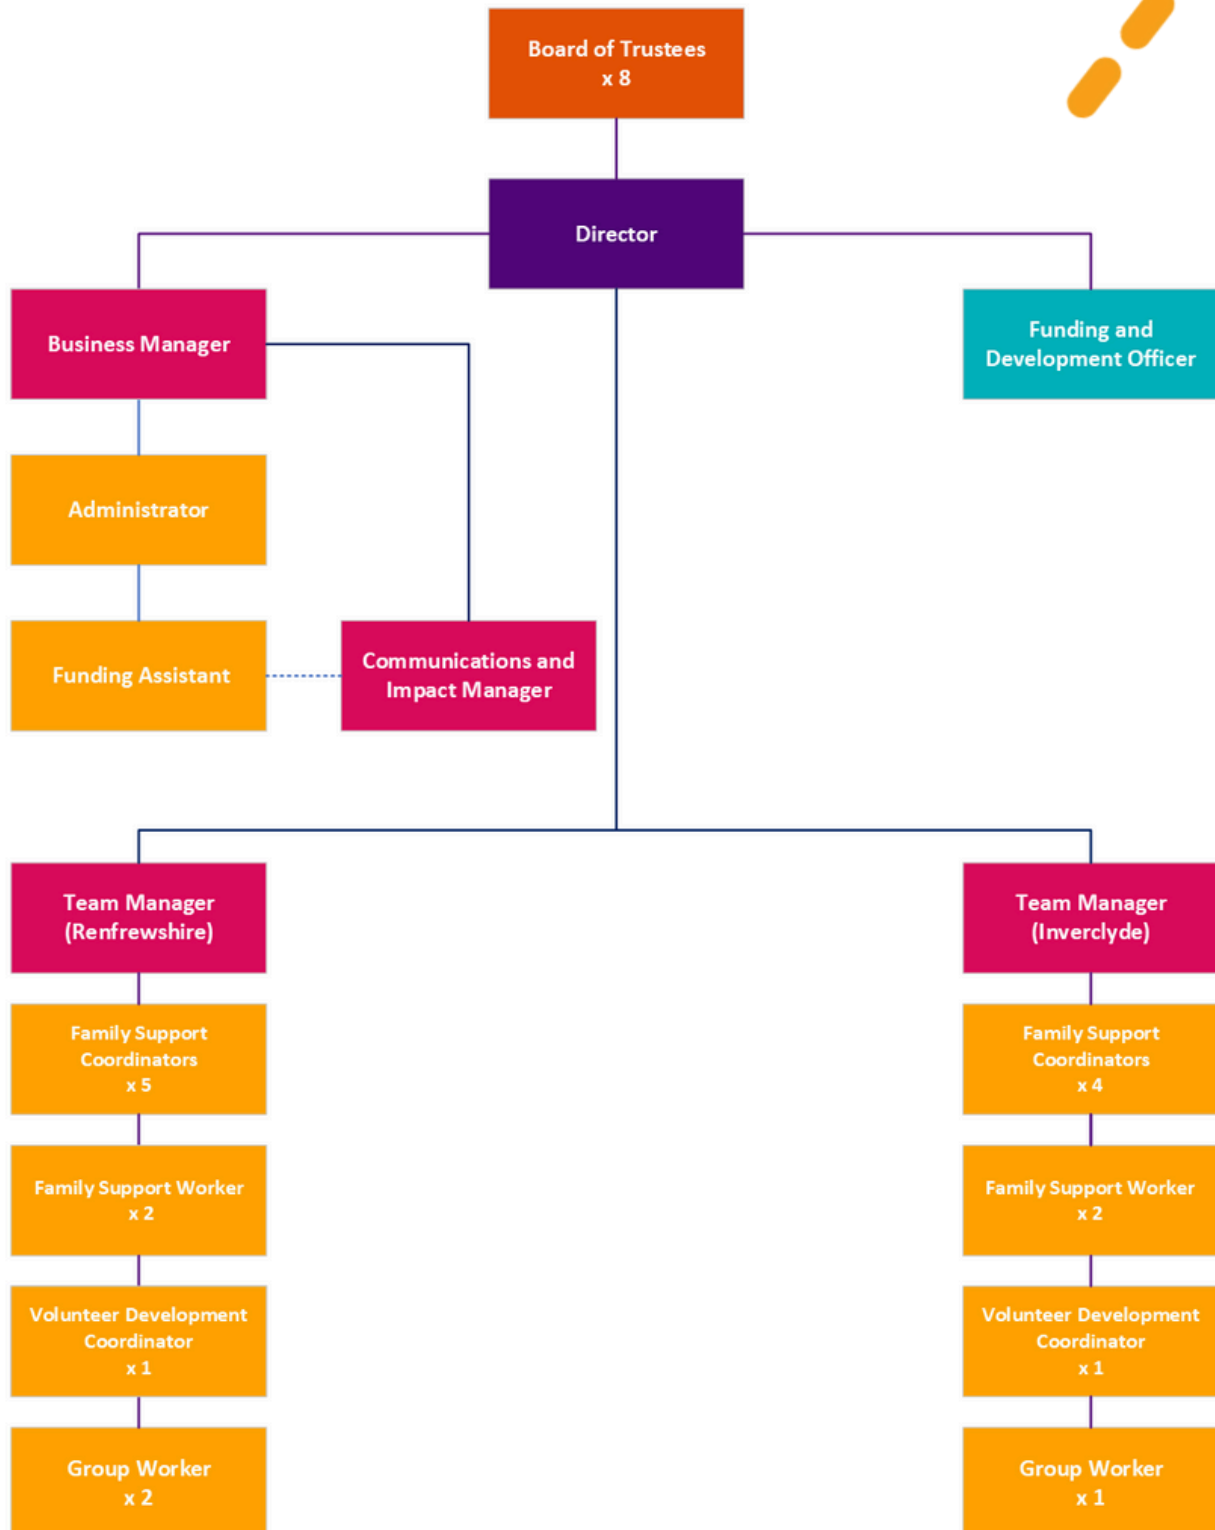 Board of Trustees
x 8
Director
Business Manager
Funding and
Development Officer
Administrator
Funding Assistant
Communications and
Impact Manager
Team Manager
(Renfrewshire)
Team Manager
(Inverclyde)
Family Support
Coordinators
x 5
Family Support
Coordinators
x 4
Family Support Worker
x 2
Family Support Worker
x 2
Volunteer Development
Coordinator
x 1
Volunteer Development
Coordinator
x 1
Group Worker
x 2
Group Worker
x 1